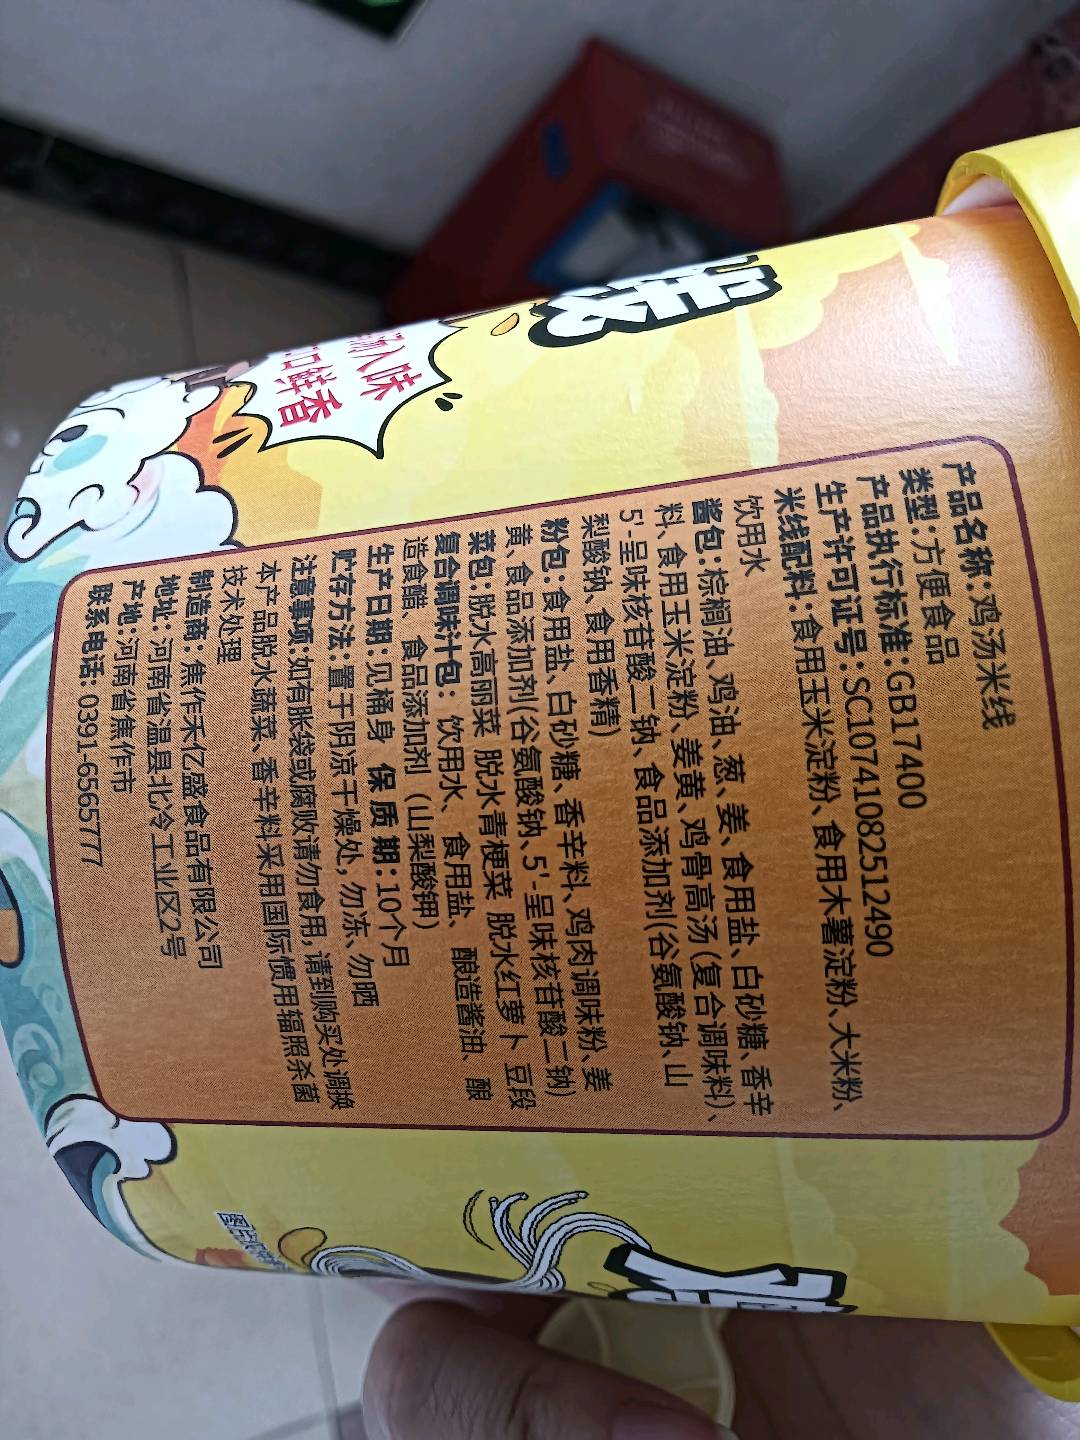 产品名称:鸡汤米线
类型:方便食品
产品执行标准:GB17400
生产许可证号:SC10741082512490
米线配料:食用玉米淀粉、食用木薯淀粉、大米粉、
饮用水
酱包:棕榈油、鸡油、葱、姜、食用盐、白砂糖、香辛
料、食用玉米淀粉、姜黄、鸡骨高汤(复合调味料)、
5'-呈味核苷酸二钠、食品添加剂(谷氨酸钠、山
梨酸钠、食用香精)
粉包:食用盐、白砂糖、香辛料、鸡肉调味粉、姜
黄、食品添加剂(谷氨酸钠、5'-呈味核苷酸二钠)
菜包:脱水高丽菜 脱水青梗菜 脱水红萝卜 豆段
复合调味汁包: 饮用水、食用盐、酿造酱油、酿
造食醋、食品添加剂(山梨酸钾)
生产日期:见桶身 保质期:10个月
贮存方法:置于阴凉干燥处,勿冻、勿晒
注意事项:如有胀袋或腐败请勿食用,请到购买处调换
本产品脱水蔬菜、香辛料采用国际惯用辐照杀菌
技术处理
制造商: 焦作禾亿盛食品有限公司
地址: 河南省温县北冷工业区2号
产地:河南省焦作市
联系电话:0391-6565777
汤入味
口鲜香